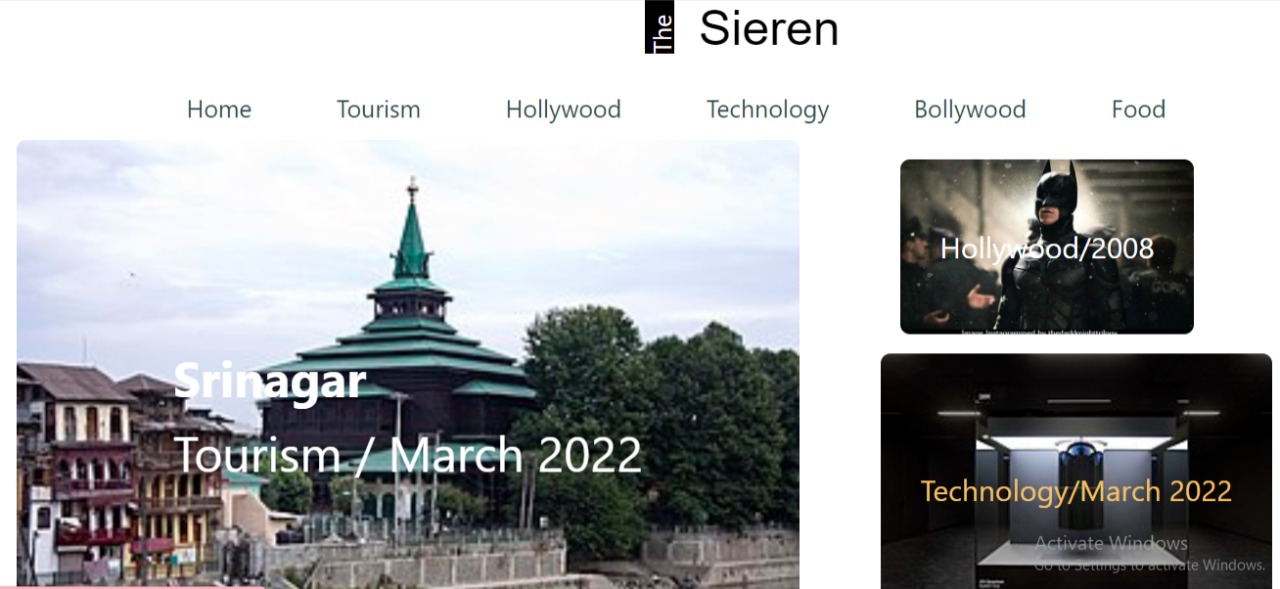 The Sieren
Home Tourism Hollywood Technology Bollywood Food
Srinagar
Tourism / March 2022
Hollywood/2008
Technology/March 2022
Activate Windows
Go to Settings to activate Windows.